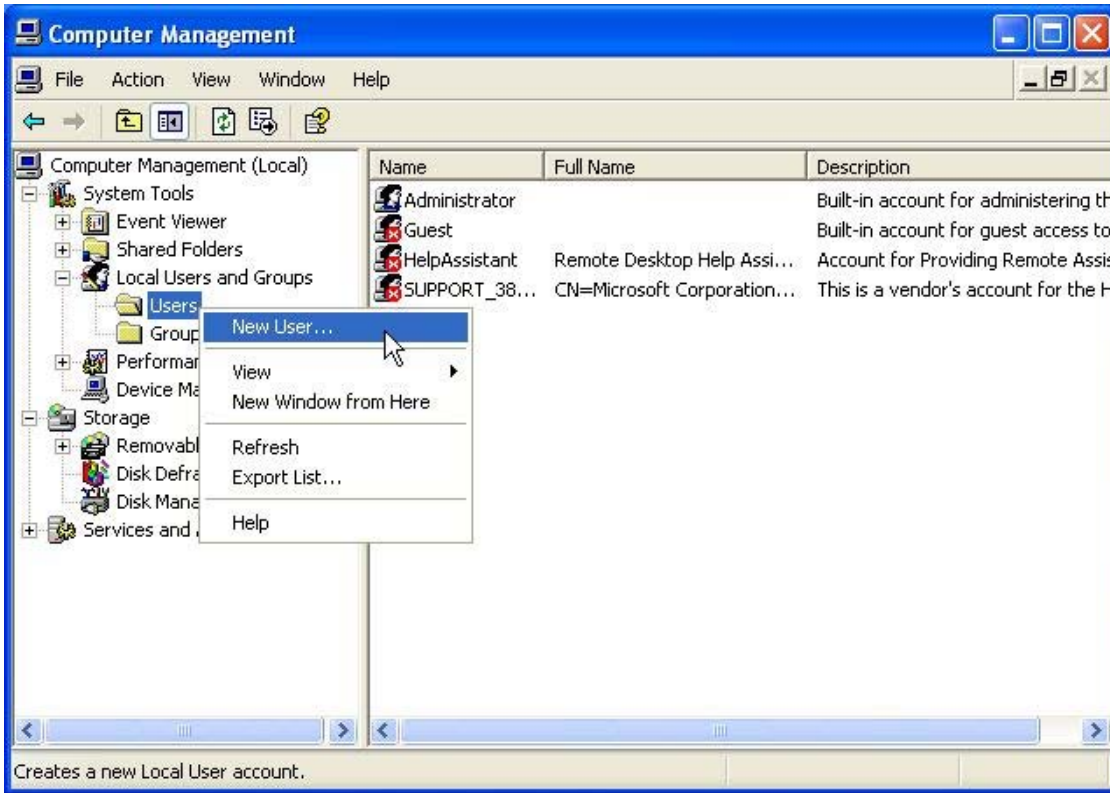 Computer Management
File Action View Window Help
Computer Management (Local)
System Tools
Event Viewer
Shared Folders
Local Users and Groups
Users
Group
Performan
Device Ma
Storage
Removabl
Disk Defra
Disk Mana
Services and
New User...
View
New Window from Here
Refresh
Export List...
Help
Name Full Name Description
Administrator Built-in account for administering th
Guest Built-in account for guest access to
HelpAssistant Remote Desktop Help Assi... Account for Providing Remote Assis
SUPPORT_38... CN=Microsoft Corporation... This is a vendor's account for the H
Creates a new Local User account.